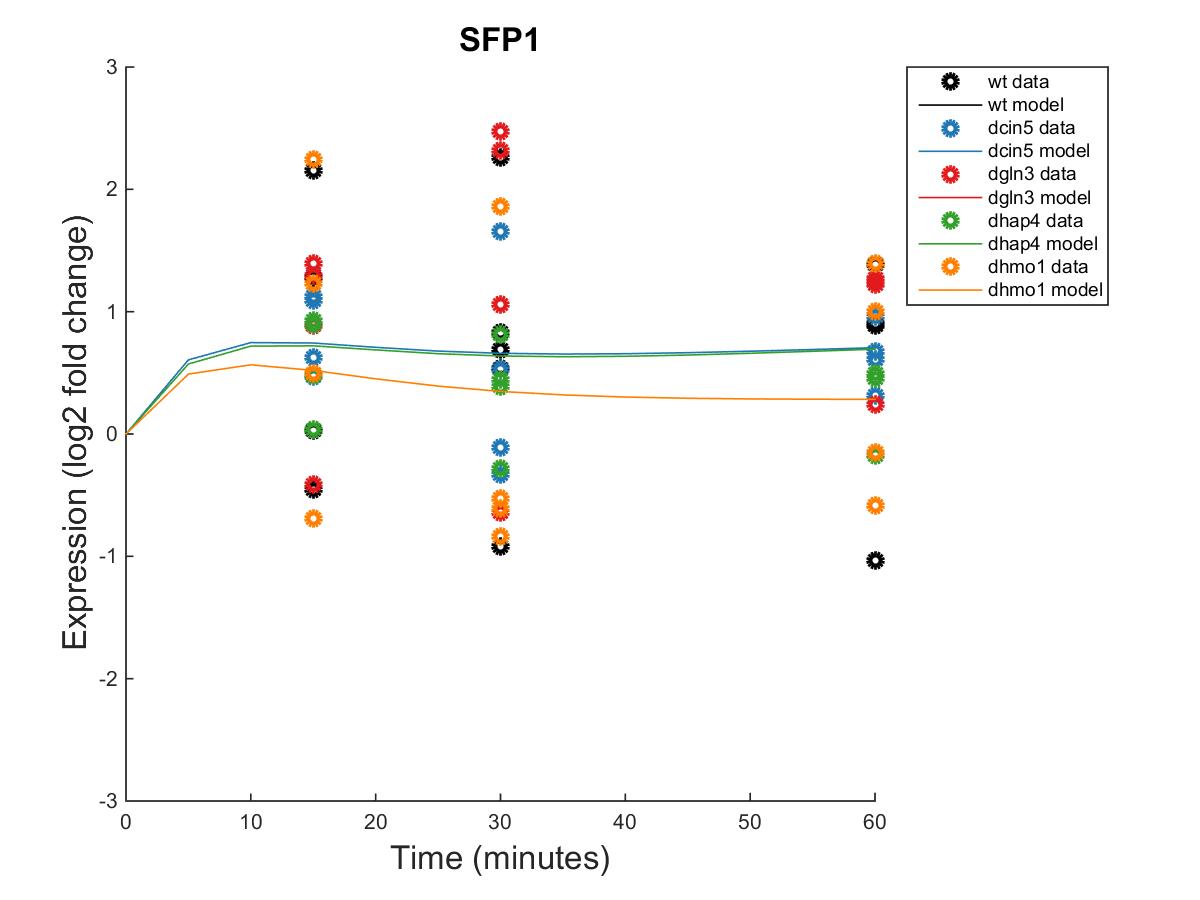 SFP1
3
2
1
0
-1
-2
-3
Expression (log2 fold change)
0 10 20 30 40 50 60
Time (minutes)
wt data
wt model
dcin5 data
dcin5 model
dgln3 data
dgln3 model
dhap4 data
dhap4 model
dhmo1 data
dhmo1 model